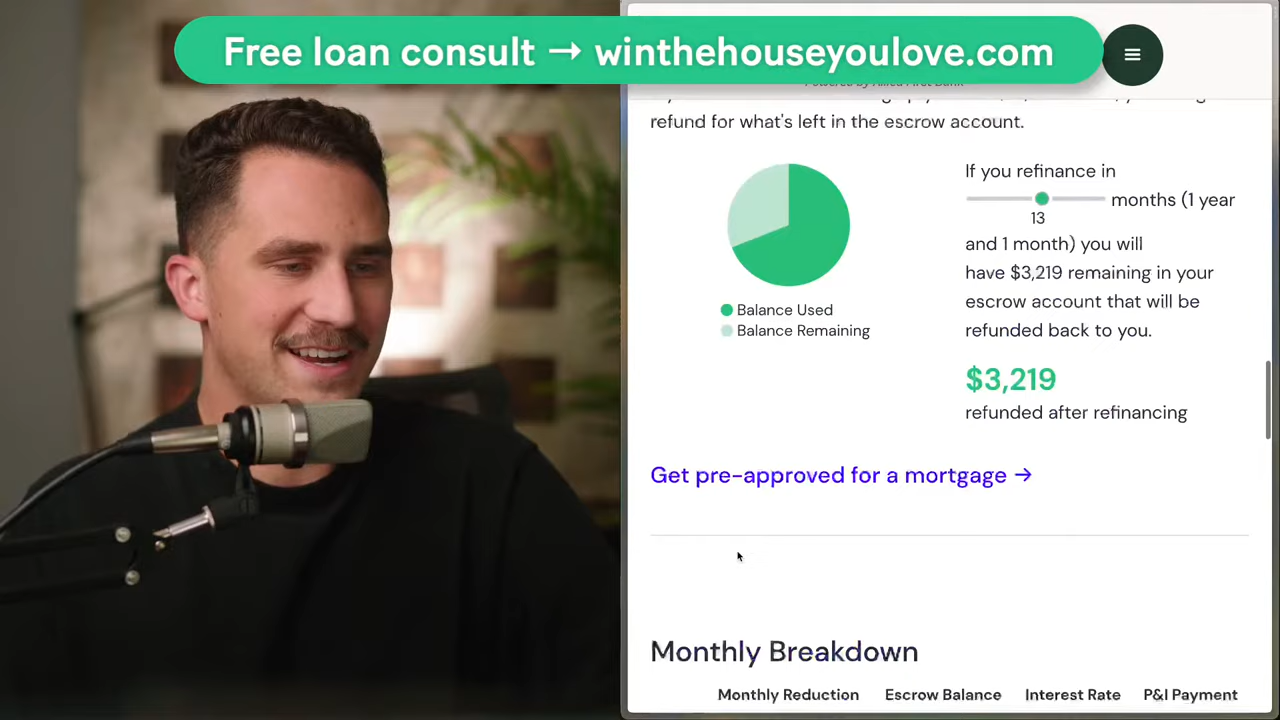 Free loan consult → winthehouseyoulove.com
refund for what's left in the escrow account.
If you refinance in
months (1 year
13
and 1 month) you will
have $3,219 remaining in your
escrow account that will be
refunded back to you.
Balance Used
Balance Remaining
$3,219
refunded after refinancing
Get pre-approved for a mortgage →
Monthly Breakdown
Monthly Reduction Escrow Balance Interest Rate P&I Payment